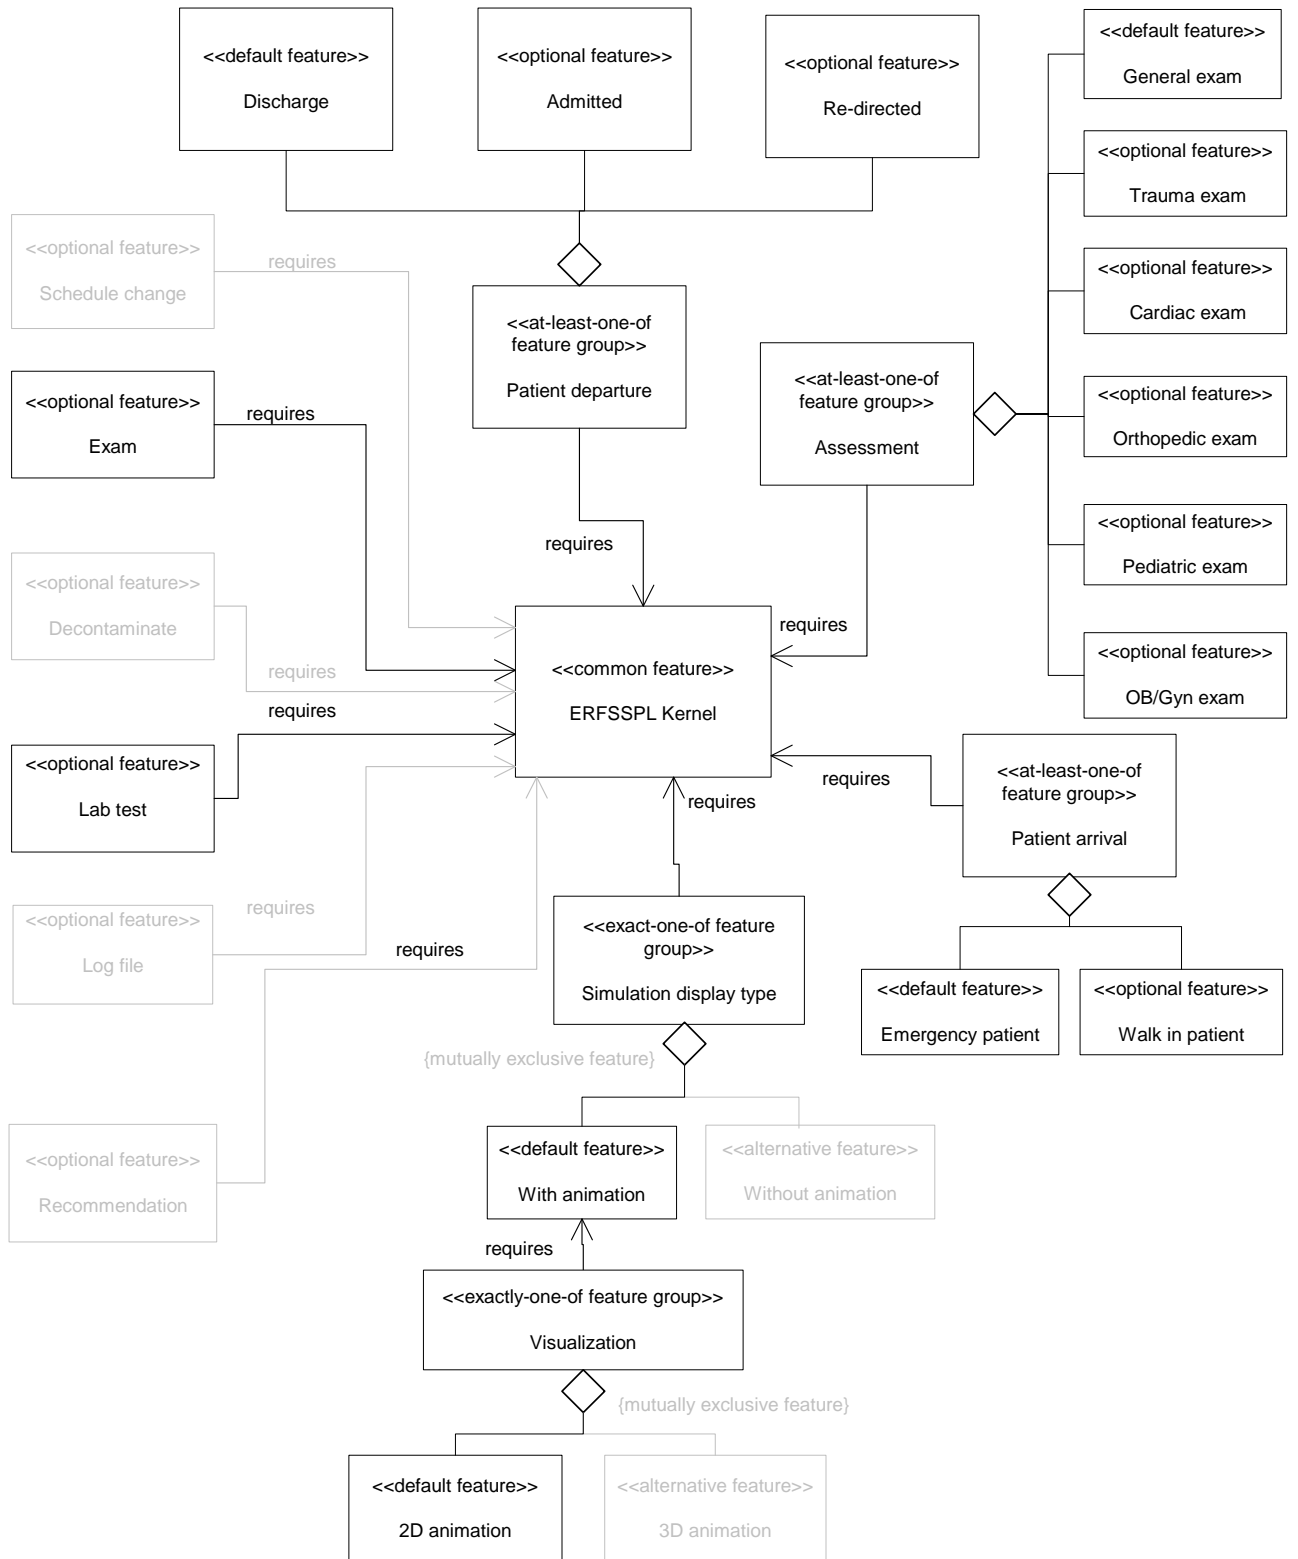 <<default feature>>
Discharge
<<optional feature>>
Admitted
<<optional feature>>
Re-directed
<<default feature>>
General exam
<<optional feature>>
Trauma exam
<<optional feature>>
Schedule change
requires
<<optional feature>>
Cardiac exam
<<at-least-one-of
feature group>>
Patient departure
<<at-least-one-of
feature group>>
Assessment
<<optional feature>>
Exam
requires
<<optional feature>>
Orthopedic exam
requires
<<optional feature>>
Pediatric exam
<<optional feature>>
Decontaminate
requires
requires
<<common feature>>
ERFSSPL Kernel
requires
<<optional feature>>
OB/Gyn exam
requires
<<optional feature>>
Lab test
requires
requires
<<at-least-one-of
feature group>>
Patient arrival
<<optional feature>>
Log file
requires
requires
<<exact-one-of feature
group>>
Simulation display type
<<default feature>>
Emergency patient
<<optional feature>>
Walk in patient
{mutually exclusive feature}
<<optional feature>>
Recommendation
<<default feature>>
With animation
<<alternative feature>>
Without animation
requires
<<exactly-one-of feature group>>
Visualization
{mutually exclusive feature}
<<default feature>>
2D animation
<<alternative feature>>
3D animation